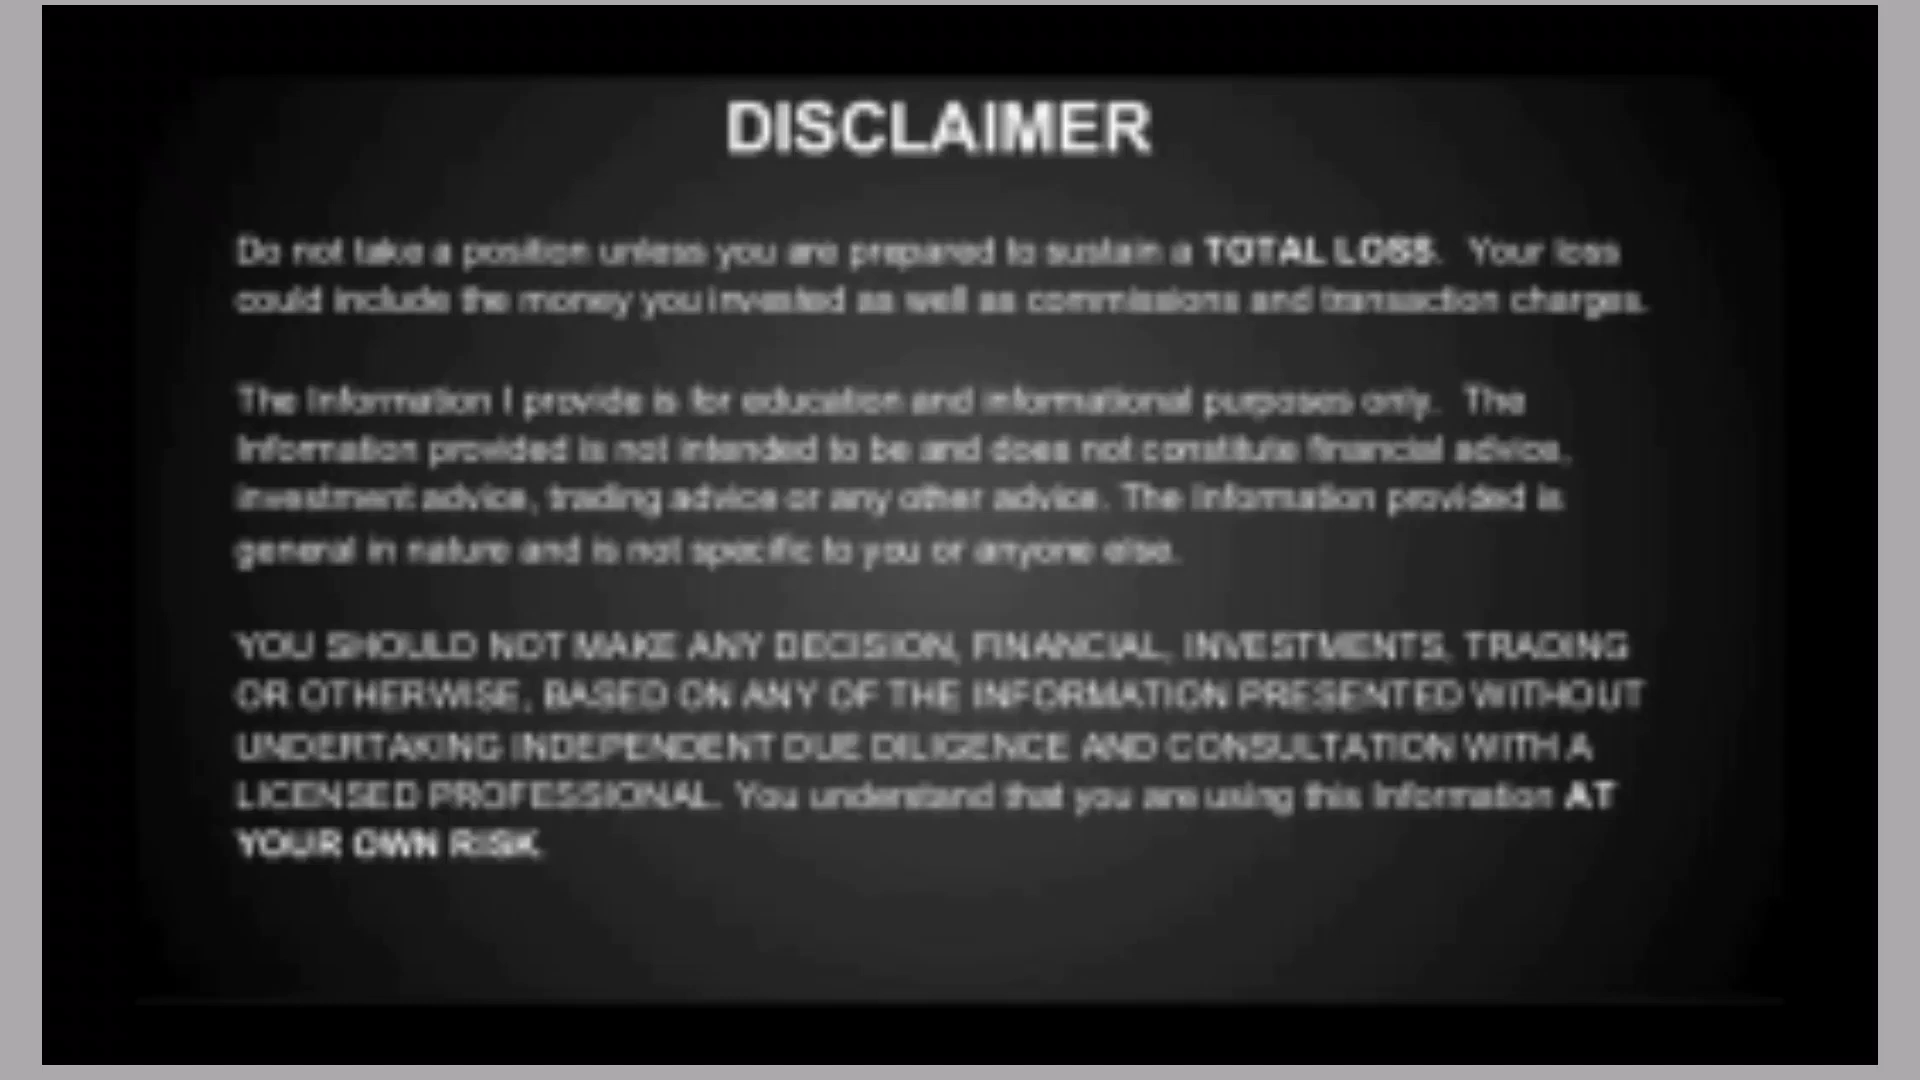 DISCLAIMER
Do not take a position unless you are prepared to sustain a TOTAL LOSS. Your loss
could include the money you invested as well as commissions and transaction charges.
The Information I provide is for education and informational purposes only. The
Information provided is not intended to be and does not constitute financial advice,
investment advice, trading advice or any other advice. The Information provided is
general in nature and is not specific to you or anyone else.
YOU SHOULD NOT MAKE ANY DECISION, FINANCIAL, INVESTMENTS, TRADING
OR OTHERWISE, BASED ON ANY OF THE INFORMATION PRESENTED WITHOUT
UNDERTAKING INDEPENDENT DUE DILIGENCE AND CONSULTATION WITH A
LICENSED PROFESSIONAL. You understand that you are using this Information AT
YOUR OWN RISK.